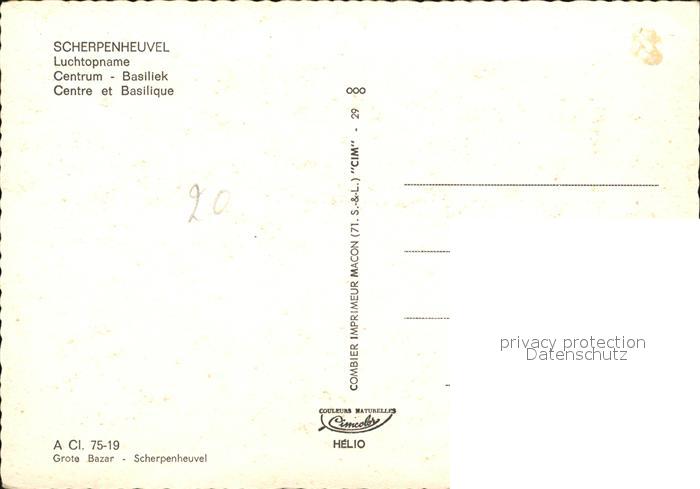 SCHERPENHEUVEL
Luchtopname
Centrum - Basiliek
Centre et Basilique
20
COMBIER IMPRIMEUR MACON (71. S.-&-L.) "CIM" - 29
COULEURS NATURELLES
Cimcolor
HÉLIO
privacy protection
Datenschutz
A Cl. 75-19
Grote Bazar - Scherpenheuvel